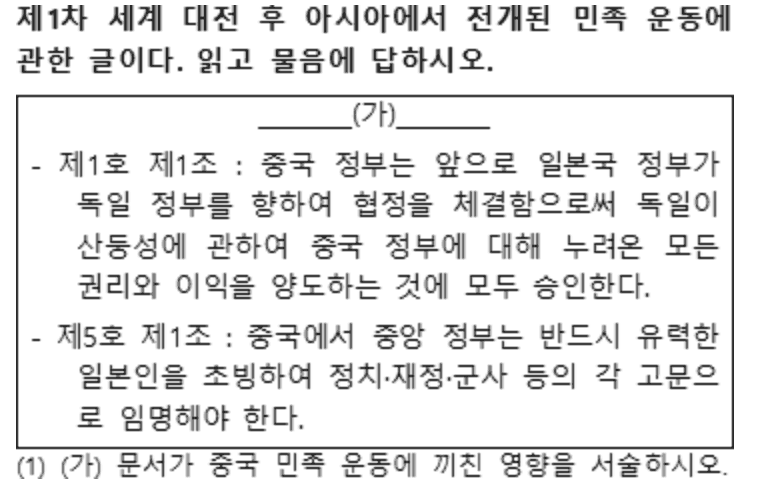 제1차 세계 대전 후 아시아에서 전개된 민족 운동에
관한 글이다. 읽고 물음에 답하시오.
(가)
- 제1호 제1조 : 중국 정부는 앞으로 일본국 정부가
독일 정부를 향하여 협정을 체결함으로써 독일이
산둥성에 관하여 중국 정부에 대해 누려온 모든
권리와 이익을 양도하는 것에 모두 승인한다.
- 제5호 제1조 : 중국에서 중앙 정부는 반드시 유력한
일본인을 초빙하여 정치·재정·군사 등의 각 고문으
로 임명해야 한다.
(1) (가) 문서가 중국 민족 운동에 끼친 영향을 서술하시오.